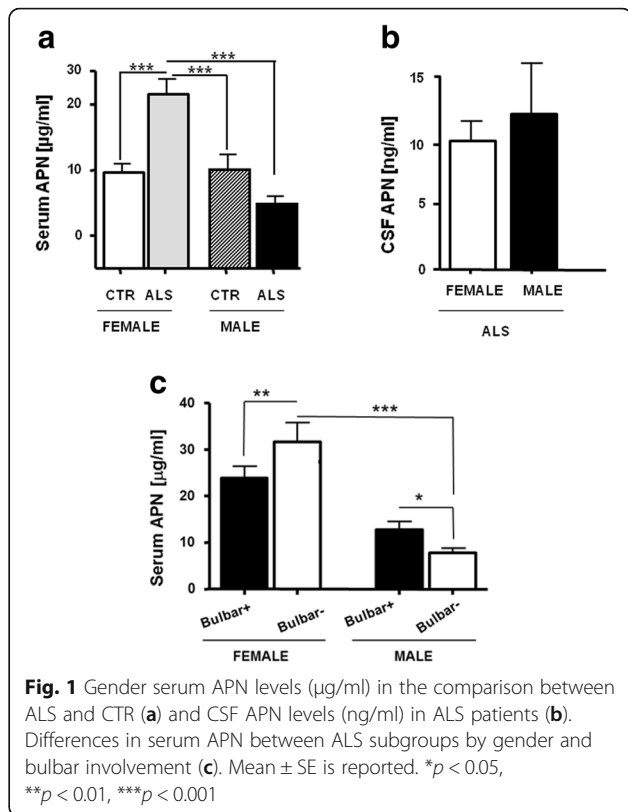 a
***
***
***
30
20
10
0
Serum APN [µg/ml]
CTR ALS CTR ALS
FEMALE MALE
b
15
10
5
0
CSF APN [ng/ml]
FEMALE MALE
ALS
c
**
***
*
40
30
20
10
0
Serum APN [µg/ml]
Bulbar+ Bulbar- Bulbar+ Bulbar-
FEMALE MALE
Fig. 1 Gender serum APN levels (µg/ml) in the comparison between
ALS and CTR (a) and CSF APN levels (ng/ml) in ALS patients (b).
Differences in serum APN between ALS subgroups by gender and
bulbar involvement (c). Mean ± SE is reported. *p < 0.05,
**p < 0.01, ***p < 0.001